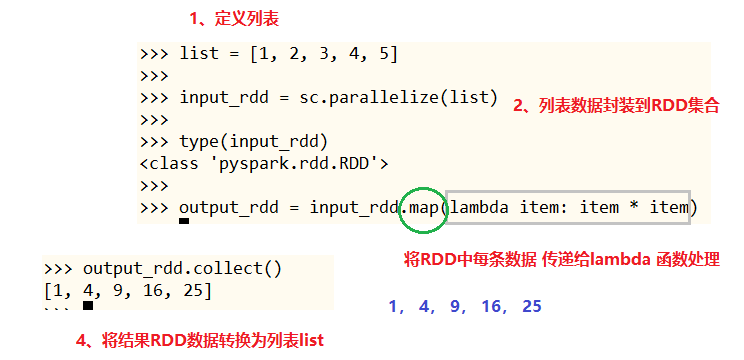 1、定义列表
>>> list = [1, 2, 3, 4, 5]
>>>
>>> input_rdd = sc.parallelize(list)
2、列表数据封装到RDD集合
>>>
>>> type(input_rdd)
<class 'pyspark.rdd.RDD'>
>>>
>>> output_rdd = input_rdd.map(lambda item: item * item)
将RDD中每条数据 传递给lambda 函数处理
>>> output_rdd.collect()
[1, 4, 9, 16, 25]
1, 4, 9, 16, 25
4、将结果RDD数据转换为列表list